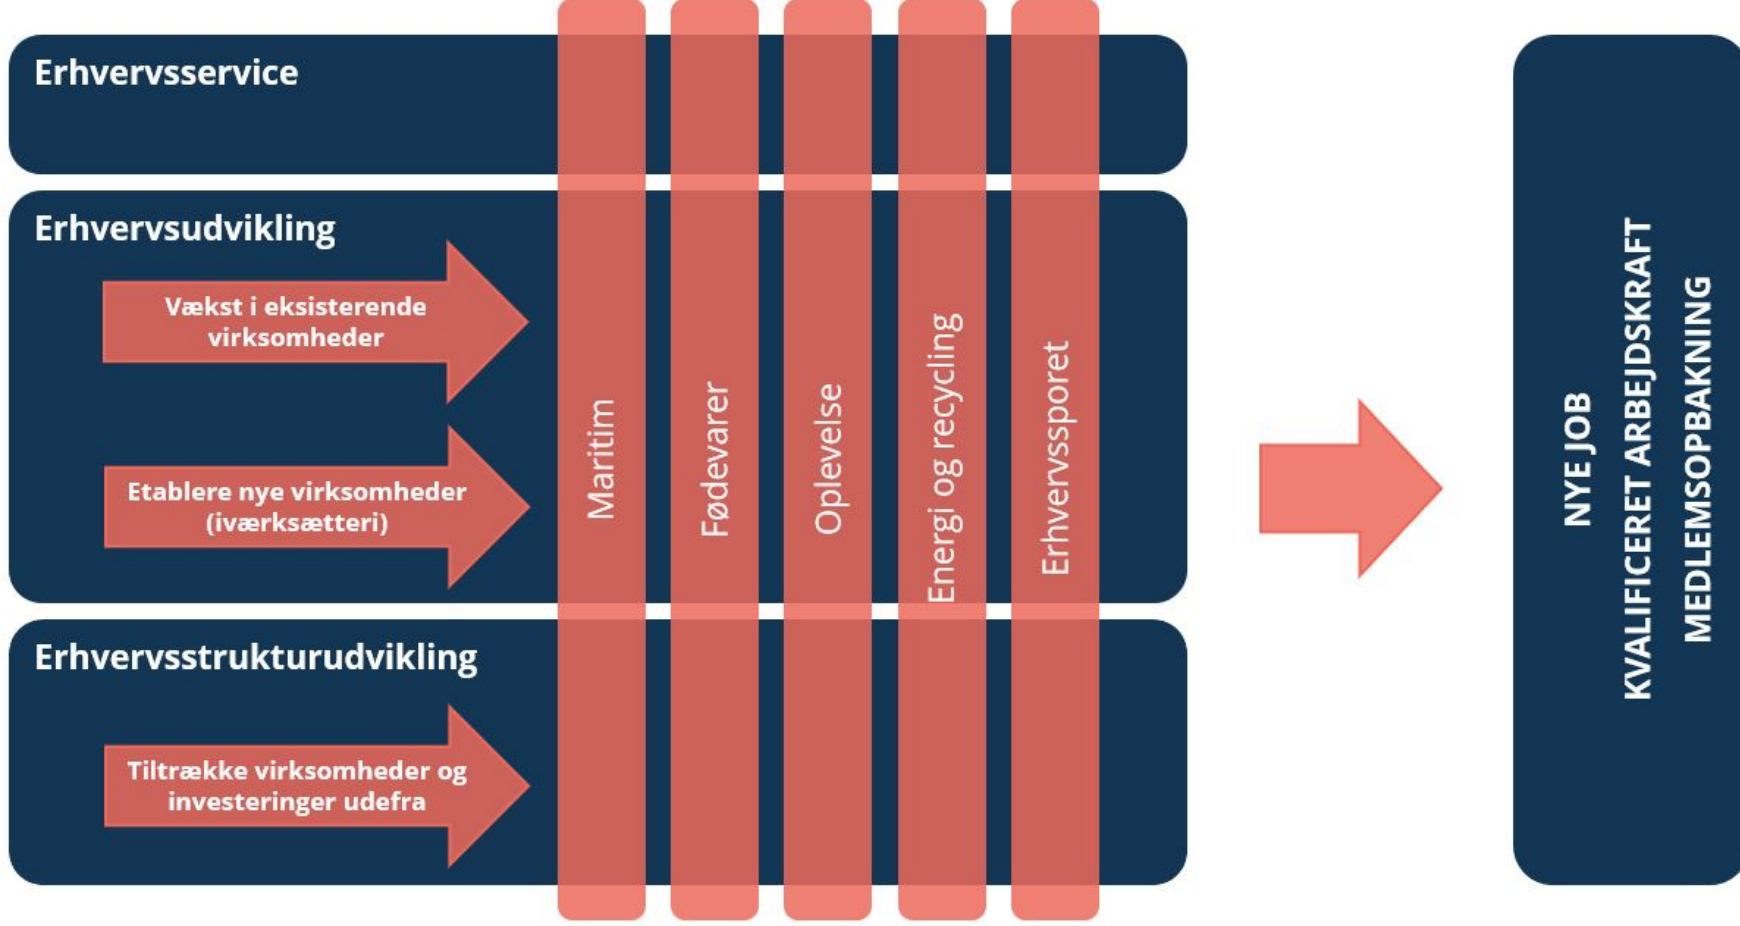 Erhvervsservice
Erhvervsudvikling
Vækst i eksisterende
virksomheder
Etablere nye virksomheder
(iværksætteri)
Erhvervsstrukturudvikling
Tiltrække virksomheder og
investeringer udefra
Maritim
Fødevarer
Oplevelse
Energi og recycling
Erhvervssporet
NYE JOB
KVALIFICERET ARBEJDSKRAFT
MEDLEMSOPBAKNING